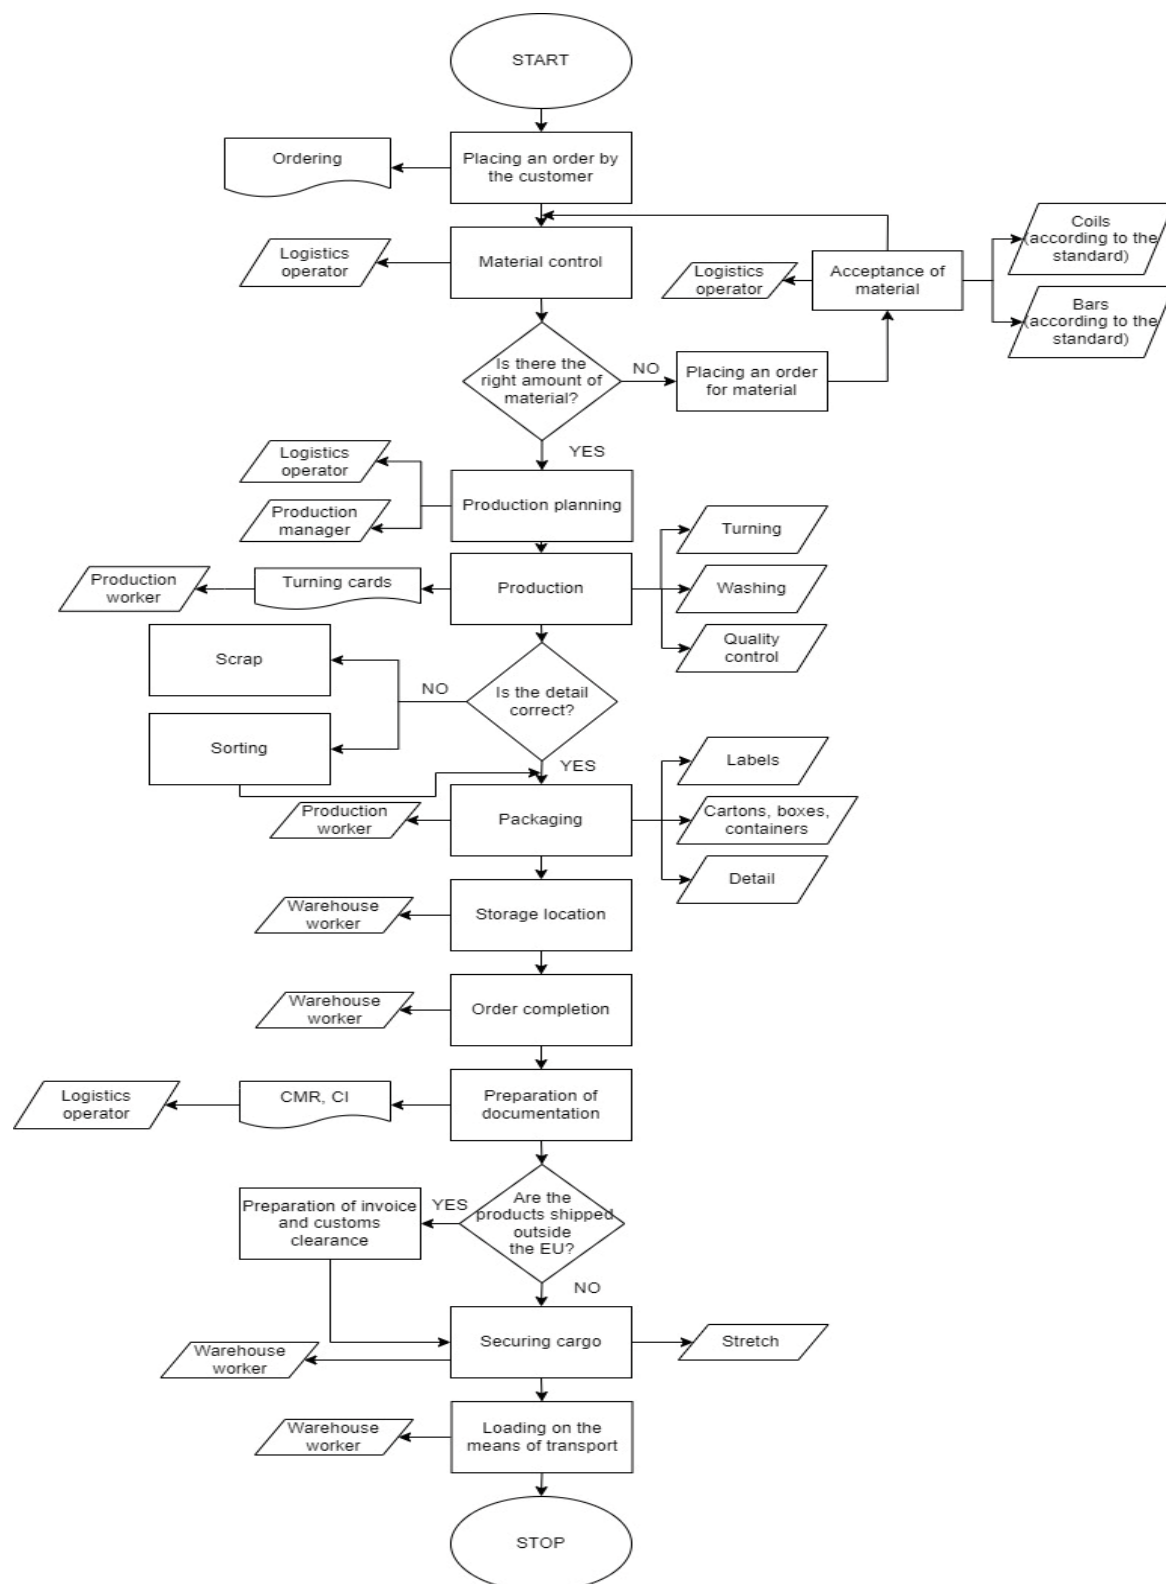 START
Ordering
Placing an order by
the customer
Logistics
operator
Material control
Logistics
operator
Acceptance of
material
Coils
(according to the
standard)
Bars
(according to the
standard)
Is there the
right amount of
material?
NO
Placing an order
for material
YES
Logistics
operator
Production
manager
Production planning
Turning
Production
worker
Turning cards
Production
Washing
Quality
control
Scrap
NO
Is the detail
correct?
Sorting
YES
Labels
Production
worker
Packaging
Cartons, boxes,
containers
Detail
Warehouse
worker
Storage location
Warehouse
worker
Order completion
Logistics
operator
CMR, CI
Preparation of
documentation
Preparation of invoice
and customs
clearance
YES
Are the
products shipped
outside
the EU?
NO
Securing cargo
Stretch
Warehouse
worker
Warehouse
worker
Loading on the
means of transport
STOP